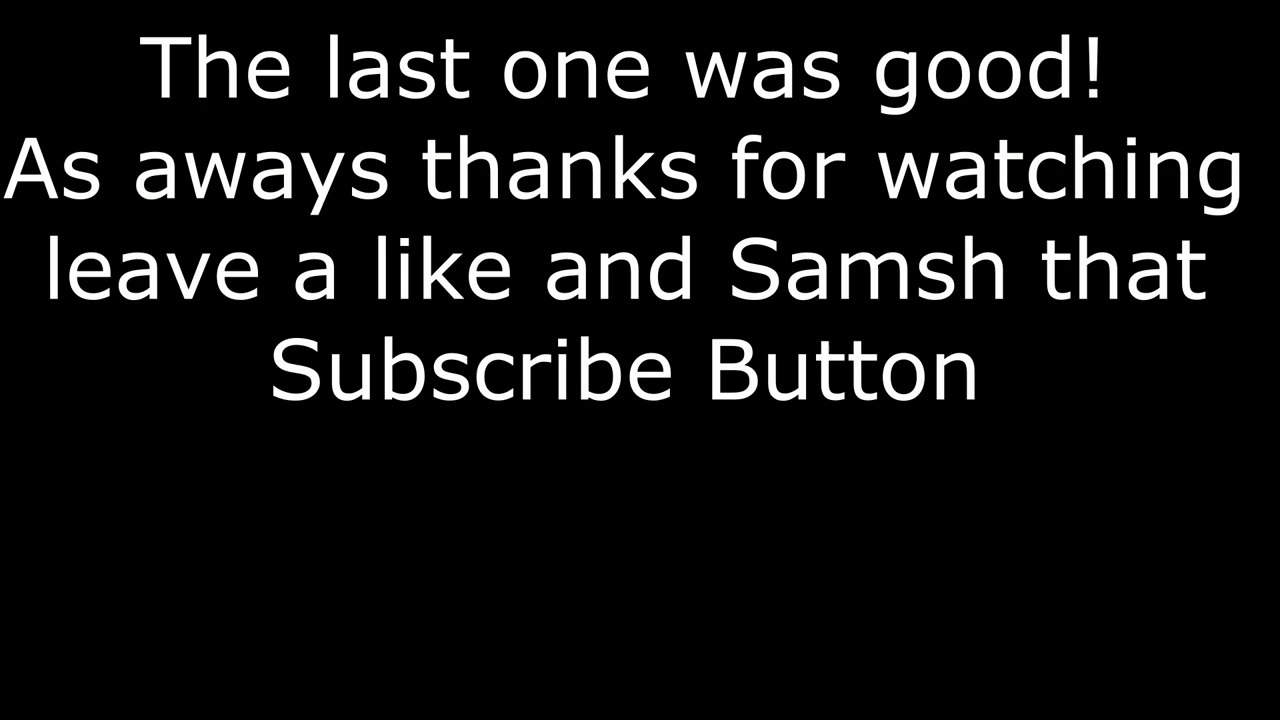 The last one was good!
As aways thanks for watching
leave a like and Samsh that
Subscribe Button